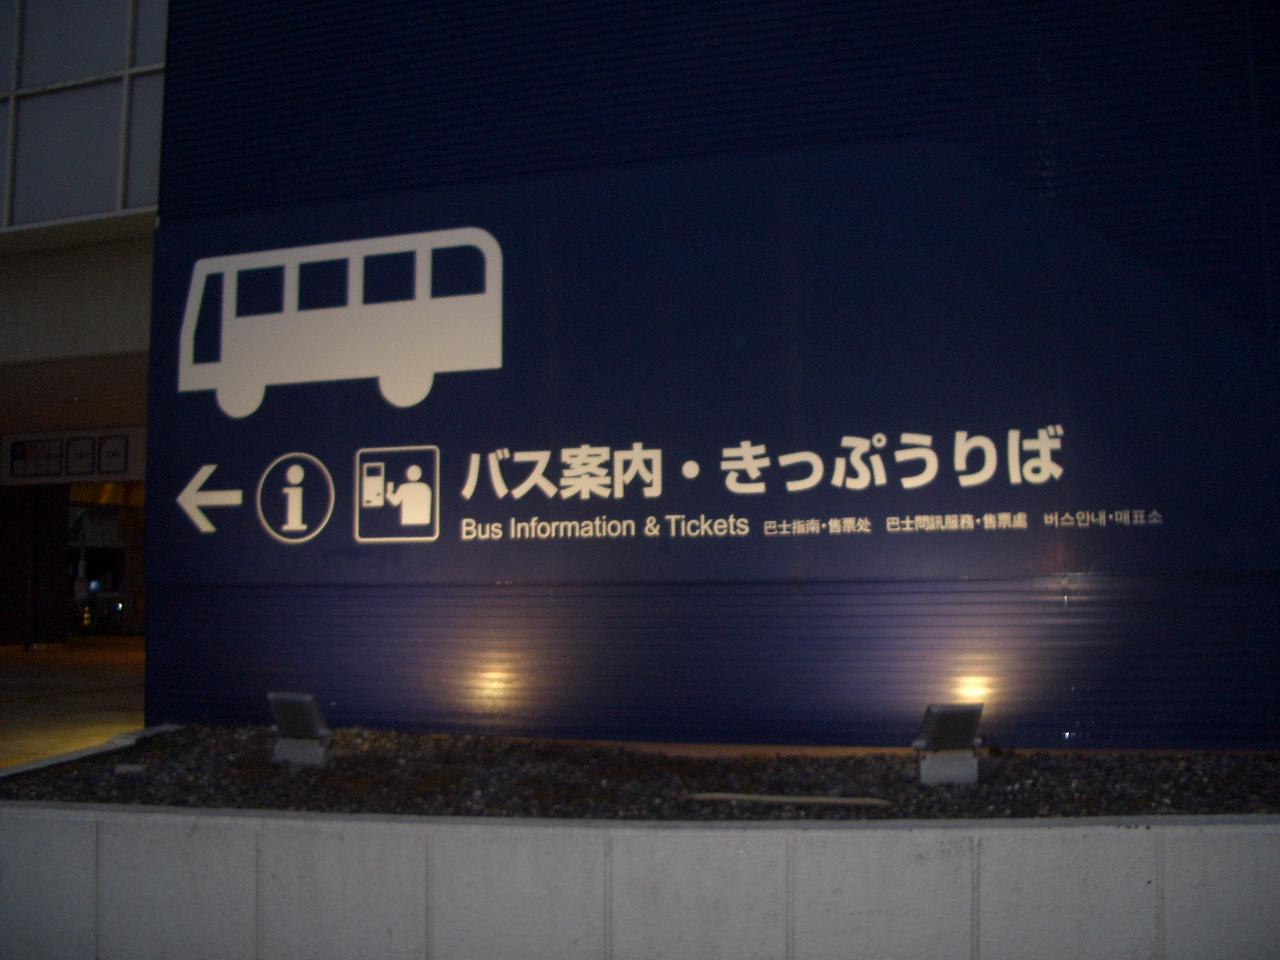 バス案内・きっぷうりば
Bus Information & Tickets 巴士指南・售票处 巴士問訊服務・售票處 버스안내・매표소